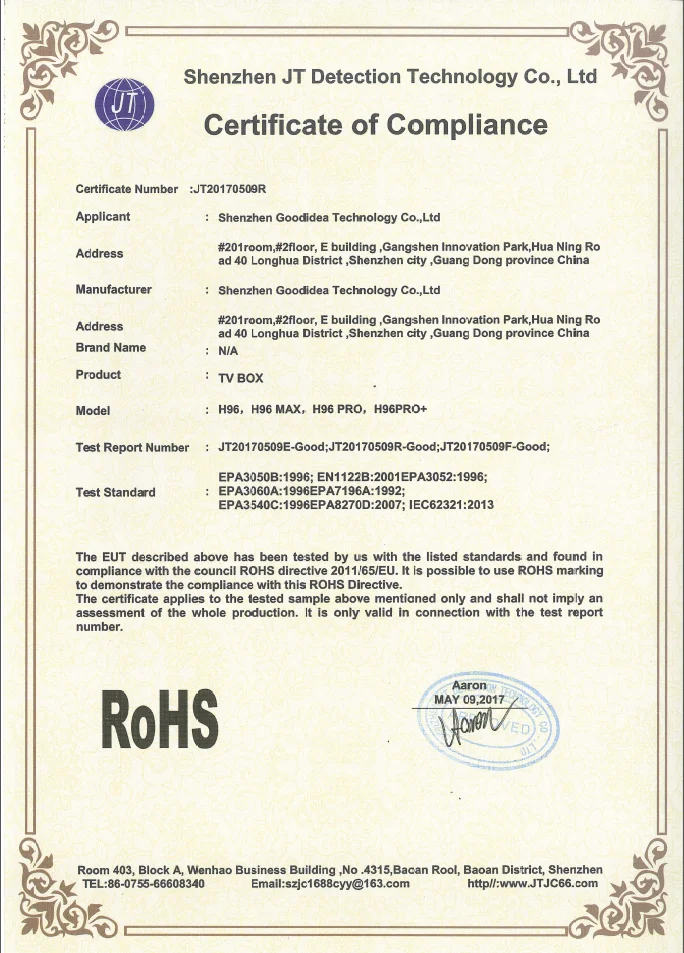 JT
Shenzhen JT Detection Technology Co., Ltd
Certificate of Compliance
Certificate Number :JT20170509R
Applicant : Shenzhen Goodidea Technology Co.,Ltd
Address #201room,#2floor, E building ,Gangshen Innovation Park,Hua Ning Ro
ad 40 Longhua District ,Shenzhen city ,Guang Dong province China
Manufacturer : Shenzhen Goodidea Technology Co.,Ltd
Address #201room,#2floor, E building ,Gangshen Innovation Park,Hua Ning Ro
ad 40 Longhua District ,Shenzhen city ,Guang Dong province China
Brand Name : N/A
Product : TV BOX
Model : H96, H96 MAX, H96 PRO, H96PRO+
Test Report Number : JT20170509E-Good;JT20170509R-Good;JT20170509F-Good;
EPA3050B:1996; EN1122B:2001EPA3052:1996;
Test Standard : EPA3060A:1996EPA7196A:1992;
EPA3540C:1996EPA8270D:2007; IEC62321:2013
The EUT described above has been tested by us with the listed standards and found in
compliance with the council ROHS directive 2011/65/EU. It is possible to use ROHS marking
to demonstrate the compliance with this ROHS Directive.
The certificate applies to the tested sample above mentioned only and shall not imply an
assessment of the whole production. It is only valid in connection with the test report
number.
RoHS
Aaron
MAY 09,2017
Aaron
TECHNOLOGY CO., LTD
Room 403, Block A, Wenhao Business Building ,No .4315,Bacan Rool, Baoan District, Shenzhen
TEL:86-0755-66608340 Email:szjc1688cyy@163.com http//:www.JTJC66.com